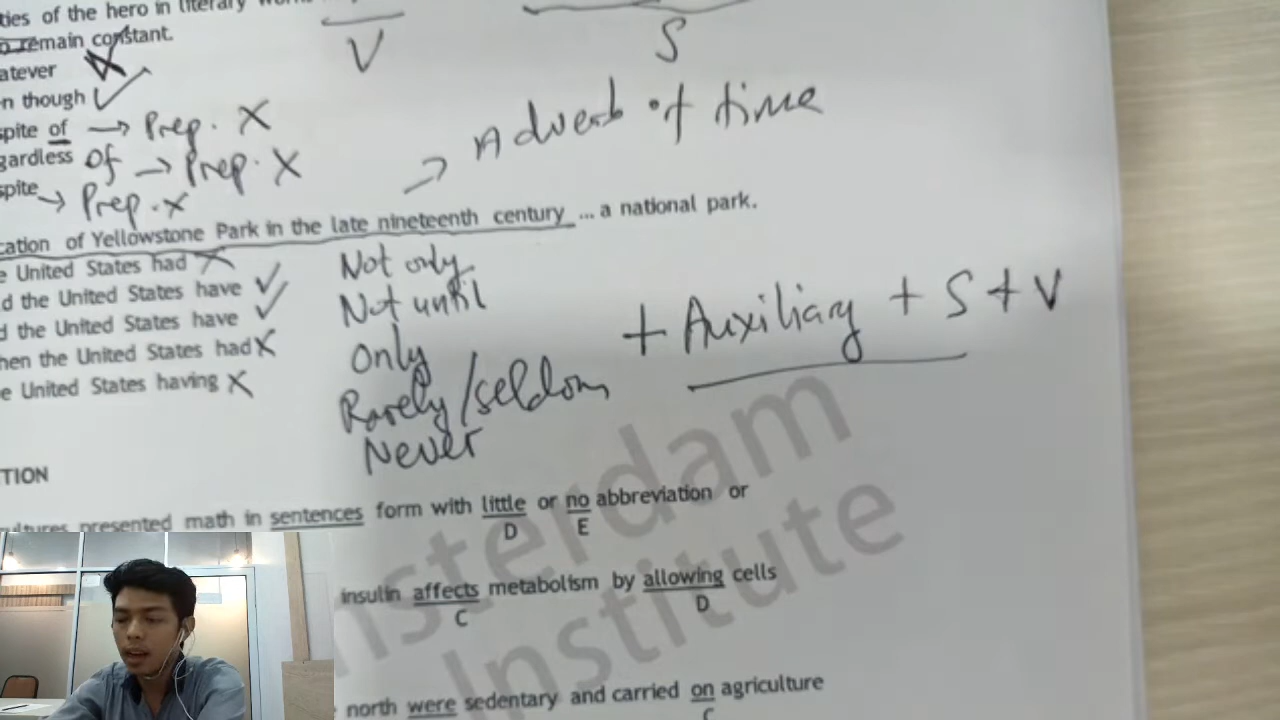 ties of the hero in literary
V
S
remain constant.
atever
n though
spite of → Prep. X
gardless of → Prep. X
spite → Prep. X
→ Adverb of time
cation of Yellowstone Park in the late nineteenth century ... a national park.
e United States had X
d the United States have ✓
d the United States have ✓
hen the United States had X
e United States having X
Not only
Not until
Only
Rarely/seldom
Never
+ Auxiliary + S + V
TION
cultures presented math in sentences form with little or no abbreviation or
D E
insulin affects metabolism by allowing cells
C D
north were sedentary and carried on agriculture
C
Amsterdam
Institute